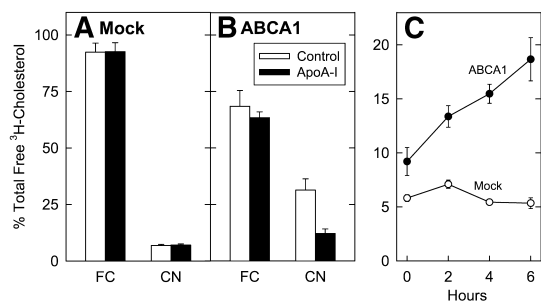 A Mock
B ABCA1
C
Control
ApoA-I
% Total Free ³H-Cholesterol
100
75
50
25
0
FC CN
FC CN
20
15
10
5
0
ABCA1
Mock
0 2 4 6
Hours